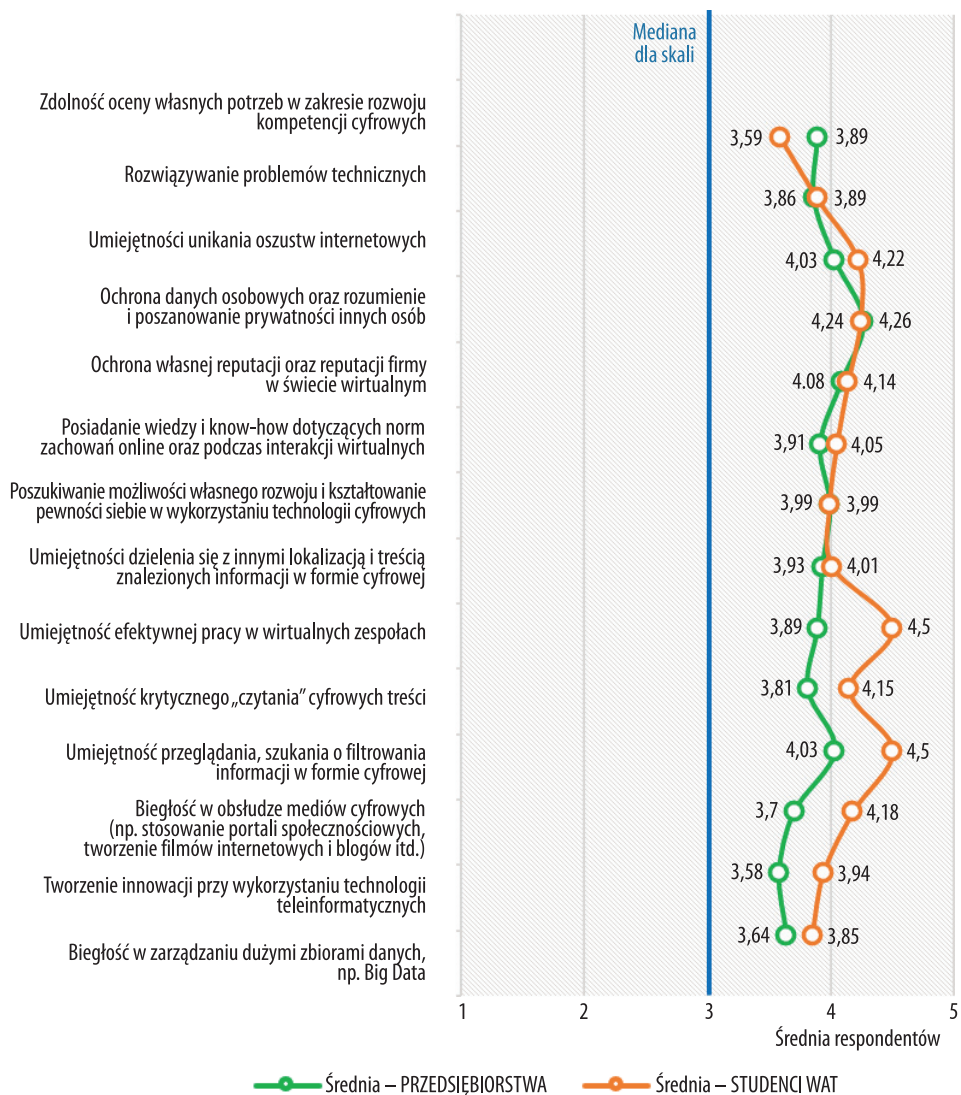 Mediana
dla skali
Zdolność oceny własnych potrzeb w zakresie rozwoju
kompetencji cyfrowych
3,59
3,89
Rozwiązywanie problemów technicznych
3,86
3,89
Umiejętności unikania oszustw internetowych
4,03
4,22
Ochrona danych osobowych oraz rozumienie
i poszanowanie prywatności innych osób
4,24
4,26
Ochrona własnej reputacji oraz reputacji firmy
w świecie wirtualnym
4.08
4,14
Posiadanie wiedzy i know-how dotyczących norm
zachowań online oraz podczas interakcji wirtualnych
3,91
4,05
Poszukiwanie możliwości własnego rozwoju i kształtowanie
pewności siebie w wykorzystaniu technologii cyfrowych
3,99
3,99
Umiejętności dzielenia się z innymi lokalizacją i treścią
znalezionych informacji w formie cyfrowej
3,93
4,01
Umiejętność efektywnej pracy w wirtualnych zespołach
3,89
4,5
Umiejętność krytycznego „czytania” cyfrowych treści
3,81
4,15
Umiejętność przeglądania, szukania o filtrowania
informacji w formie cyfrowej
4,03
4,5
Biegłość w obsłudze mediów cyfrowych
(np. stosowanie portali społecznościowych,
tworzenie filmów internetowych i blogów itd.)
3,7
4,18
Tworzenie innowacji przy wykorzystaniu technologii
teleinformatycznych
3,58
3,94
Biegłość w zarządzaniu dużymi zbiorami danych,
np. Big Data
3,64
3,85
1 2 3 4 5
Średnia respondentów
Średnia – PRZEDSIĘBIORSTWA Średnia – STUDENCI WAT